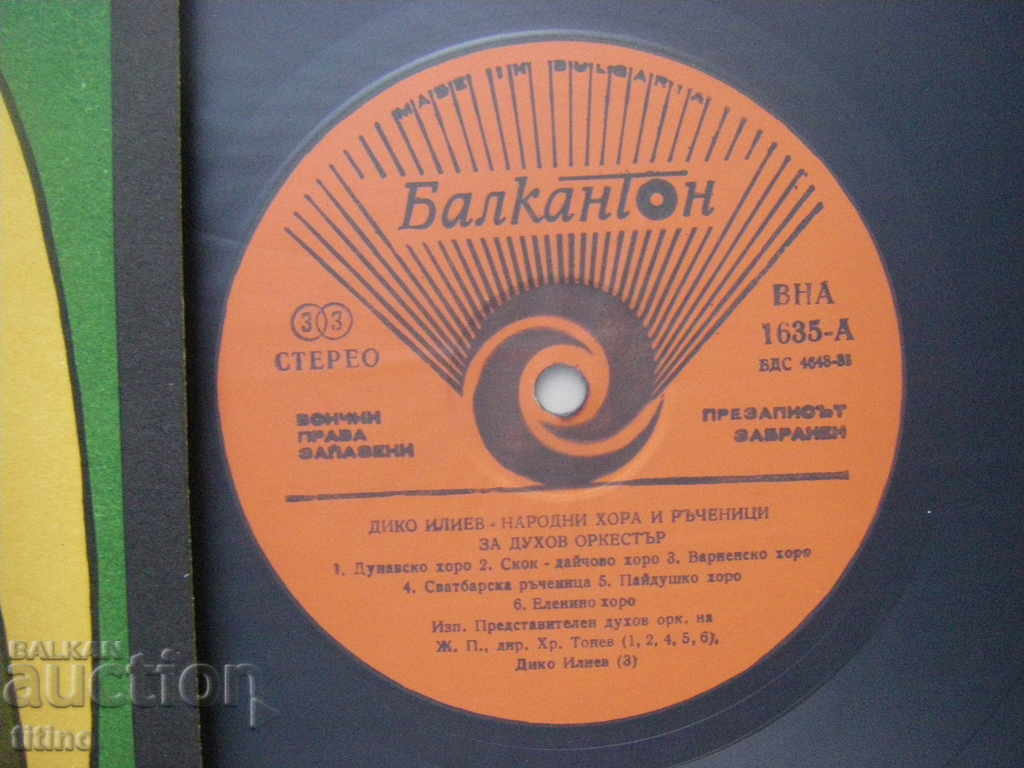 MADE IN BULGARIA
Балкантон
33
СТЕРЕО
ВНА
1635-А
БДС 4648-81
ВСИЧКИ
ПРАВА
ЗАПАЗЕНИ
ПРЕЗАПИСЪТ
ЗАБРАНЕН
ДИКО ИЛИЕВ - НАРОДНИ ХОРА И РЪЧЕНИЦИ
ЗА ДУХОВ ОРКЕСТЪР
1. Дунавско хоро 2. Скок - дайчово хоро 3. Варненско хоро
4. Сватбарска ръченица 5. Пайдушко хоро
6. Еленино хоро
Изп. Представителен духов орк. на
Ж. П., дир. Хр. Тонев (1, 2, 4, 5, 6),
Дико Илиев (3)
BALKAN
auction
titino